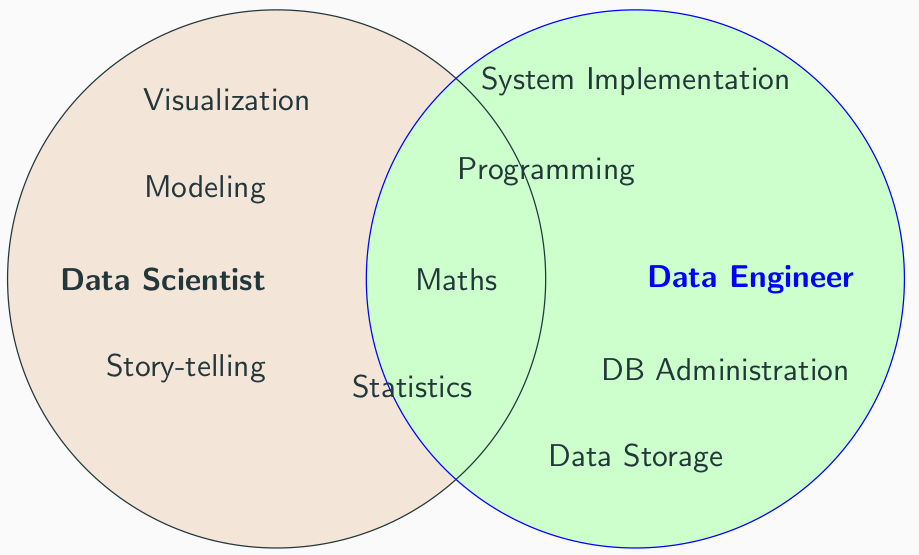 System Implementation
Visualization
Programming
Modeling
Data Scientist
Maths
Data Engineer
Story-telling
DB Administration
Statistics
Data Storage